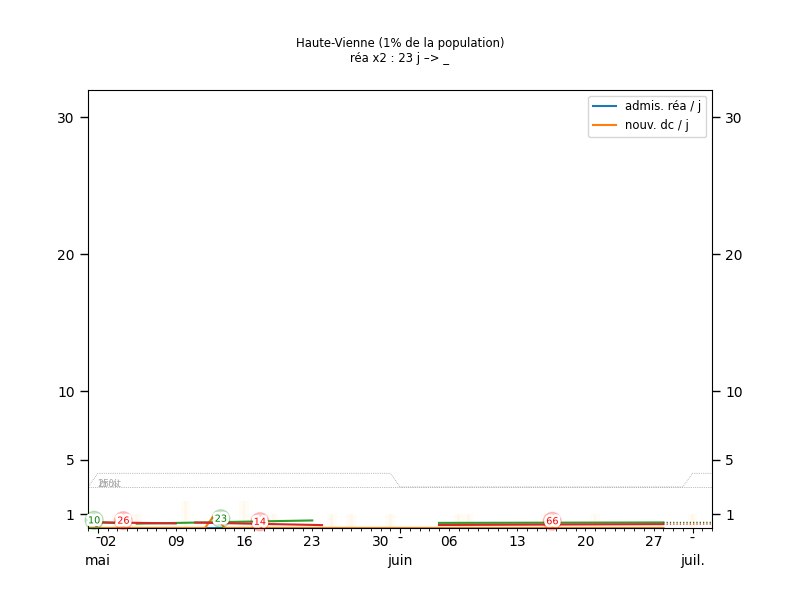 Haute-Vienne (1% de la population)
réa x2 : 23 j –> _
admis. réa / j
nouv. dc / j
30 30
20 20
10 10
5 5
1 1
10 26 23 14 66
02 09 16 23 30 06 13 20 27
mai juin juil.